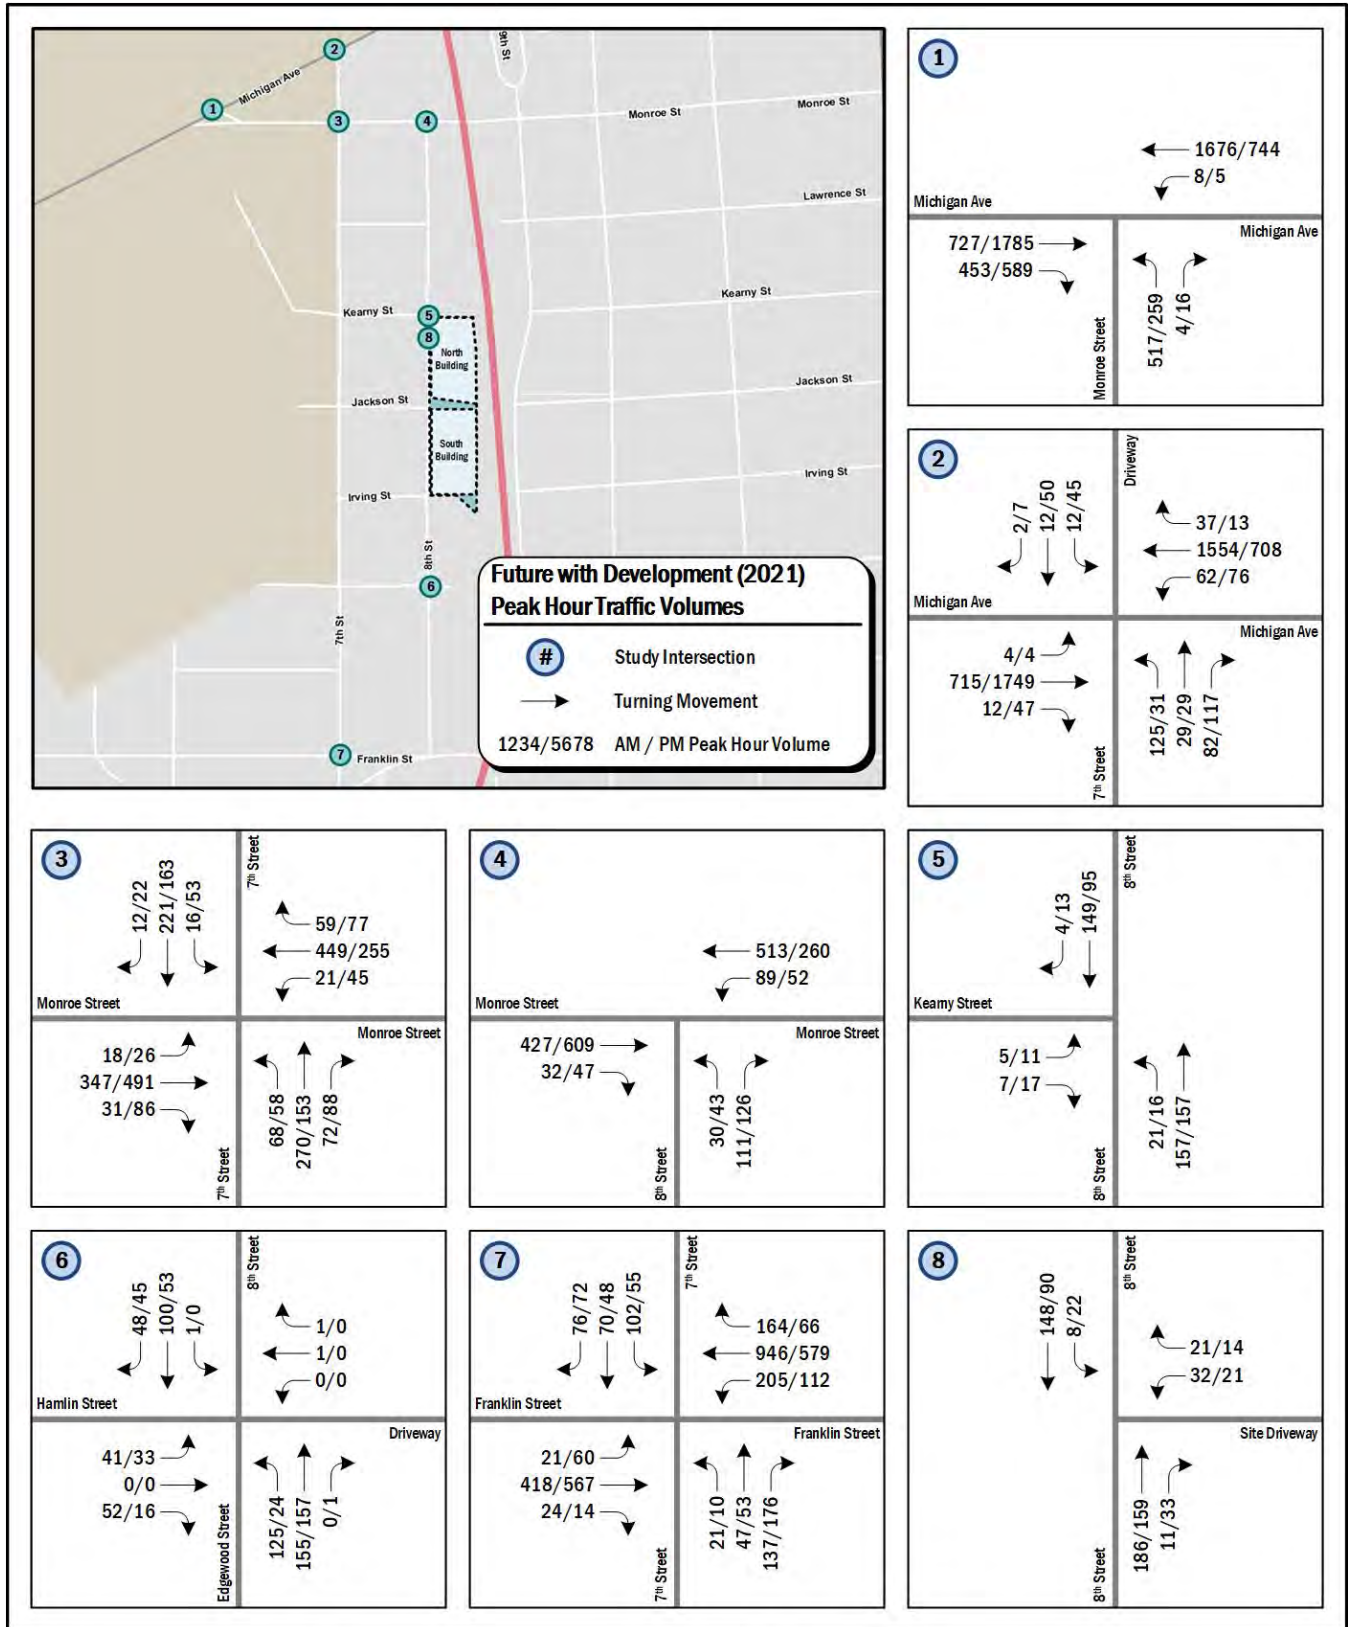 2
Michigan Ave
1
3
4
9th St
Monroe St
Monroe St
Lawrence St
Kearny St
5
8
Kearny St
North
Building
Jackson St
Jackson St
South
Building
Irving St
Irving St
8th St
6
7th St
7
Franklin St
Future with Development (2021)
Peak Hour Traffic Volumes
# Study Intersection
Turning Movement
1234/5678 AM / PM Peak Hour Volume
1
1676/744
8/5
Michigan Ave
Michigan Ave
727/1785
453/589
Monroe Street
517/259
4/16
2
Driveway
2/7
12/50
12/45
37/13
1554/708
62/76
Michigan Ave
Michigan Ave
4/4
715/1749
12/47
7th Street
125/31
29/29
82/117
3
7th Street
12/22
221/163
16/53
59/77
449/255
21/45
Monroe Street
Monroe Street
18/26
347/491
31/86
7th Street
68/58
270/153
72/88
4
513/260
89/52
Monroe Street
Monroe Street
427/609
32/47
8th Street
30/43
111/126
5
8th Street
4/13
149/95
Kearny Street
5/11
7/17
8th Street
21/16
157/157
6
8th Street
48/45
100/53
1/0
1/0
1/0
0/0
Hamlin Street
Driveway
41/33
0/0
52/16
Edgewood Street
125/24
155/157
0/1
7
7th Street
76/72
70/48
102/55
164/66
946/579
205/112
Franklin Street
Franklin Street
21/60
418/567
24/14
7th Street
21/10
47/53
137/176
8
8th Street
148/90
8/22
21/14
32/21
Site Driveway
8th Street
186/159
11/33